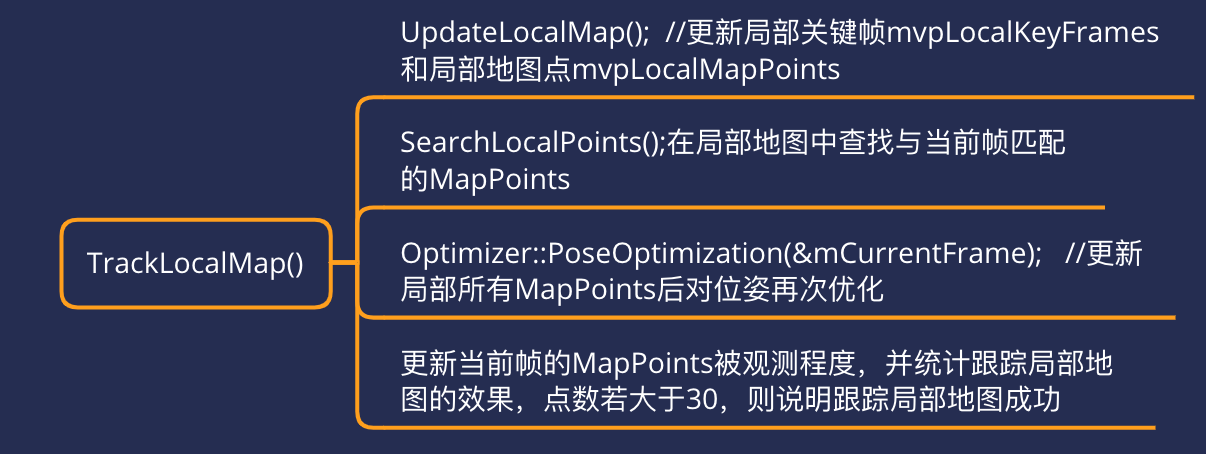 UpdateLocalMap();  //更新局部关键帧mvpLocalKeyFrames
和局部地图点mvpLocalMapPoints
SearchLocalPoints();在局部地图中查找与当前帧匹配
的MapPoints
TrackLocalMap()
Optimizer::PoseOptimization(&mCurrentFrame);   //更新
局部所有MapPoints后对位姿再次优化
更新当前帧的MapPoints被观测程度，并统计跟踪局部地
图的效果，点数若大于30，则说明跟踪局部地图成功